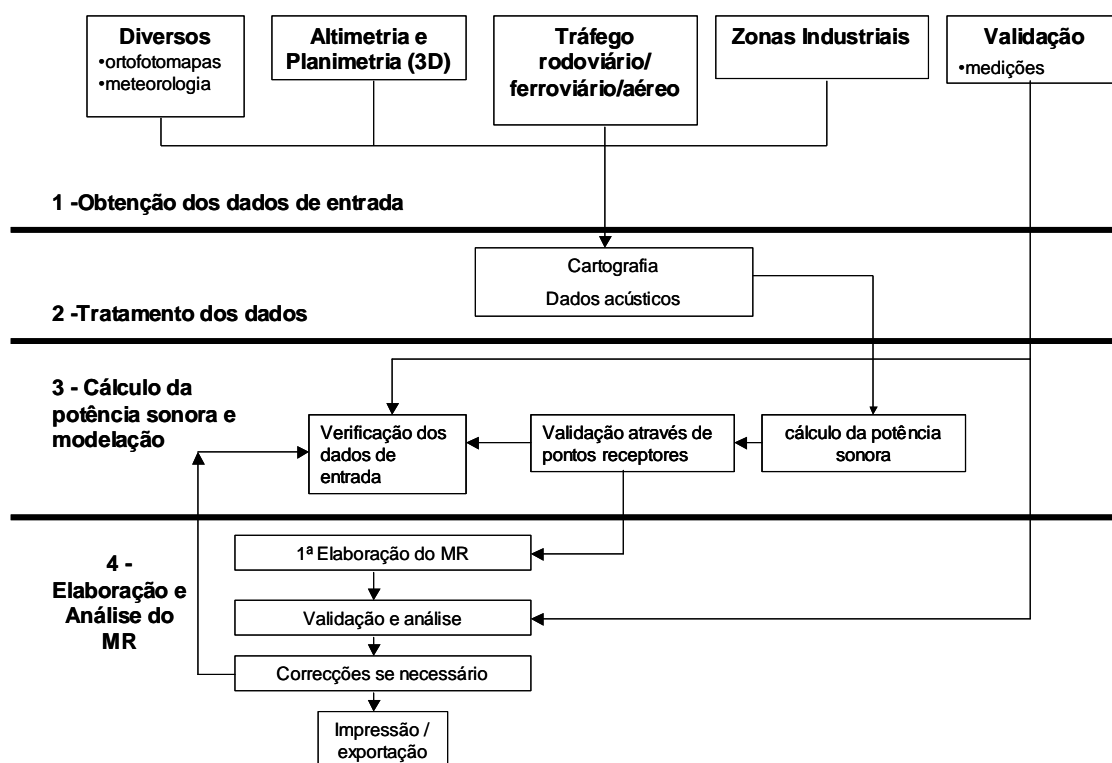 Diversos
•ortofotomapas
•meteorologia
Altimetria e
Planimetria (3D)
Tráfego
rodoviário/
ferroviário/aéreo
Zonas Industriais
Validação
•medições
1 -Obtenção dos dados de entrada
Cartografia
Dados acústicos
2 -Tratamento dos dados
3 - Cálculo da
potência sonora e
modelação
Verificação dos
dados de
entrada
Validação através de
pontos receptores
cálculo da potência
sonora
4 -
Elaboração e
Análise do
MR
1ª Elaboração do MR
Validação e análise
Correcções se necessário
Impressão /
exportação